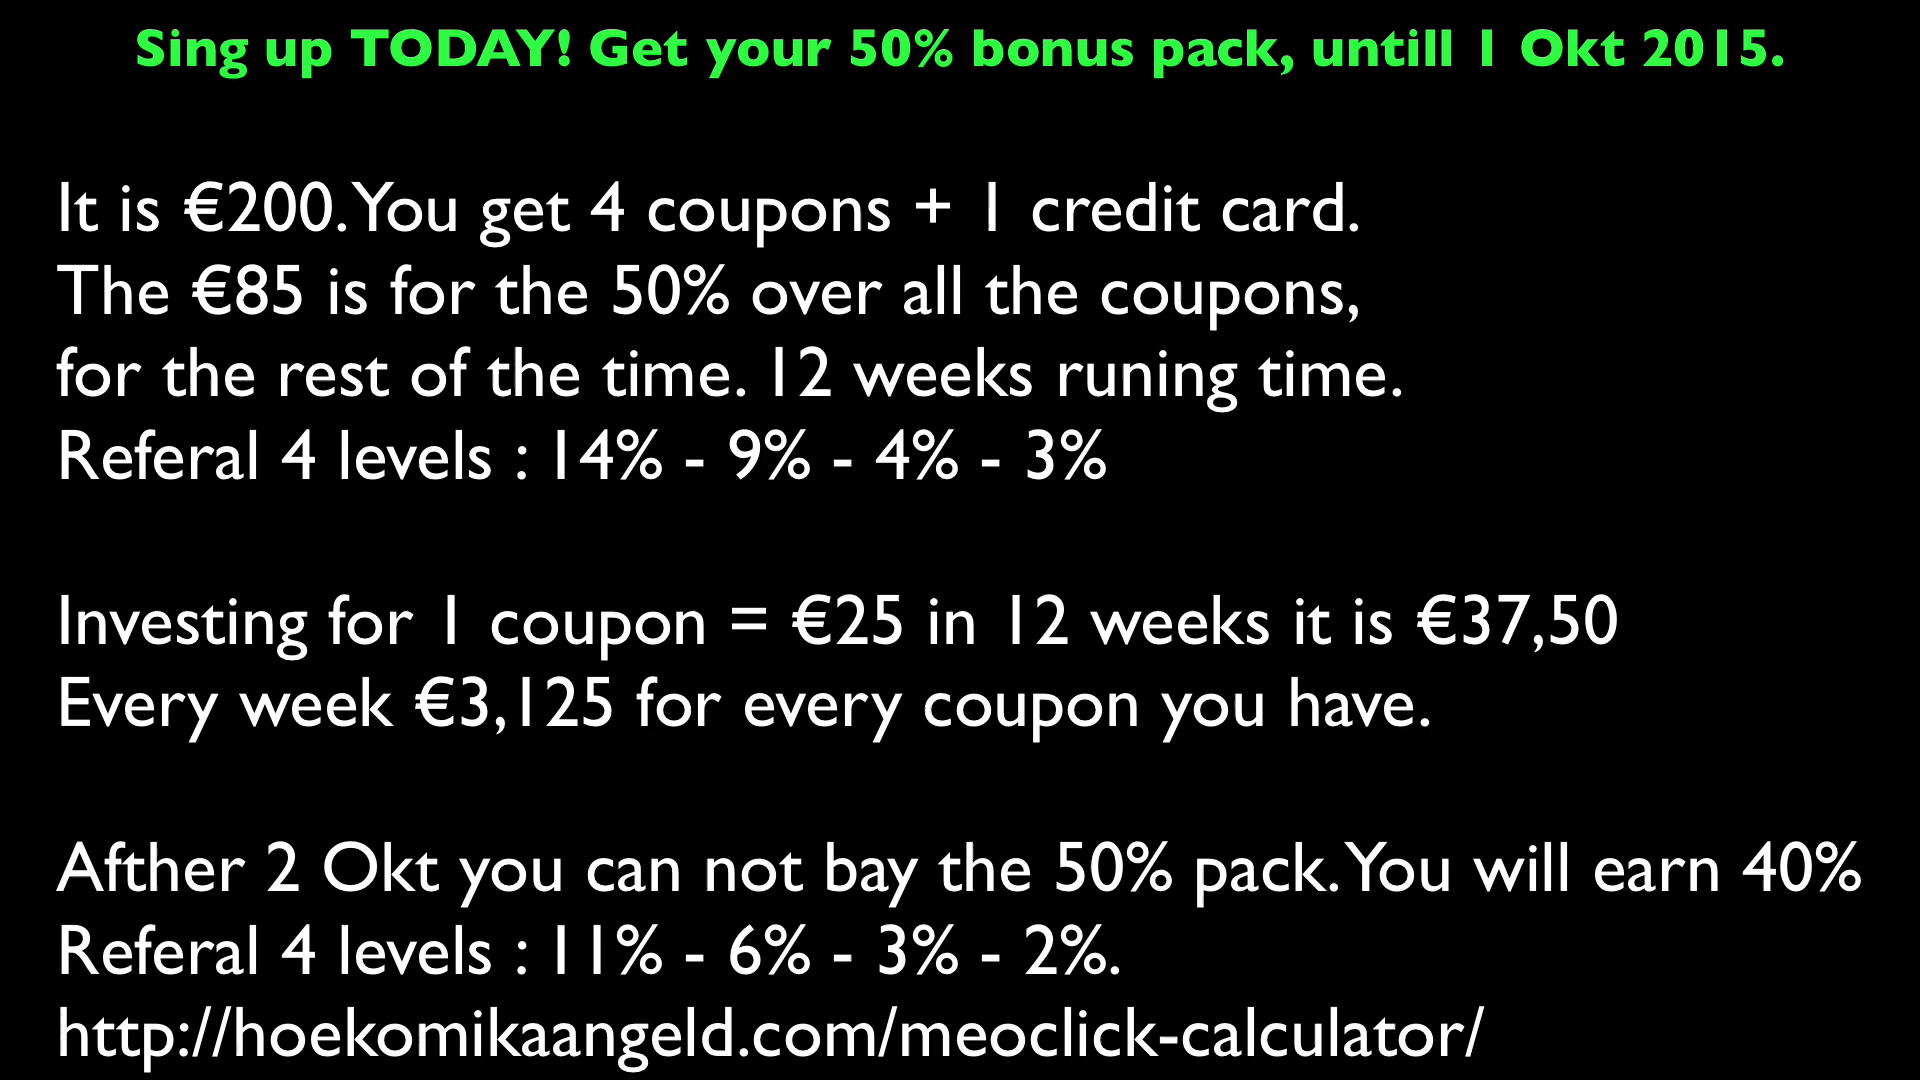 Sing up TODAY! Get your 50% bonus pack, untill 1 Okt 2015.
It is €200. You get 4 coupons + 1 credit card.
The €85 is for the 50% over all the coupons,
for the rest of the time. 12 weeks runing time.
Referal 4 levels : 14% - 9% - 4% - 3%
Investing for 1 coupon = €25 in 12 weeks it is €37,50
Every week €3,125 for every coupon you have.
Afther 2 Okt you can not bay the 50% pack. You will earn 40%
Referal 4 levels : 11% - 6% - 3% - 2%.
http://hoekomikaangeld.com/meoclick-calculator/